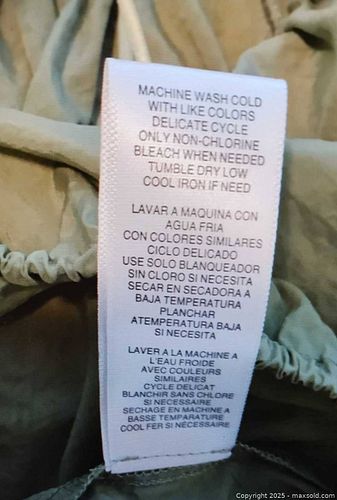 MACHINE WASH COLD
WITH LIKE COLORS
DELICATE CYCLE
ONLY NON-CHLORINE
BLEACH WHEN NEEDED
TUMBLE DRY LOW
COOL IRON IF NEED
LAVAR A MAQUINA CON
AGUA FRIA
CON COLORES SIMILARES
CICLO DELICADO
USE SOLO BLANQUEADOR
SIN CLORO SI NECESITA
SECAR EN SECADORA A
BAJA TEMPERATURA
PLANCHAR
ATEMPERATURA BAJA
SI NECESITA
LAVER A LA MACHINE A
L'EAU FROIDE
AVEC COULEURS
SIMILAIRES
CYCLE DELICAT
BLANCHIR SANS CHLORE
SI NECESSAIRE
SECHAGE EN MACHINE A
BASSE TEMPARATURE
COOL FER SI NÉCESSAIRE
Copyright 2025 - maxsold.com